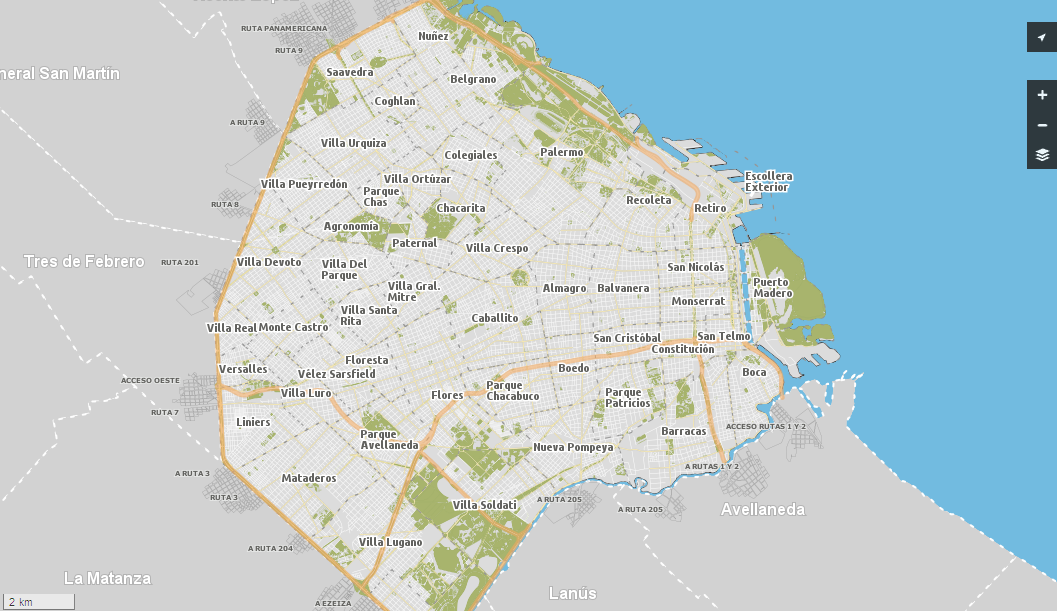 RUTA PANAMERICANA
Nuñez
RUTA 9
neral San Martin
Saavedra
Belgrano
Coghlan
A RUTA 9
Villa Urquiza
Colegiales
Palermo
Villa Pueyrredón
Villa Ortúzar
Escollera
Exterior
Parque
Chas
RUTA 8
Chacarita
Recoleta
Retiro
Agronomía
Paternal
Villa Crespo
Tres de Febrero
RUTA 201
Villa Devoto
Villa Del
Parque
San Nicolás
Villa Gral.
Mitre
Almagro
Balvanera
Puerto
Madero
Monserrat
Villa Santa
Rita
Caballito
Villa Real
Monte Castro
San Cristóbal
San Telmo
Constitución
Floresta
Versalles
Vélez Sarsfield
Boedo
Boca
ACCESO OESTE
Villa Luro
Flores
Parque
Chacabuco
Parque
Patricios
RUTA 7
Liniers
Parque
Avellaneda
Barracas
ACCESO RUTAS 1 Y 2
Nueva Pompeya
A RUTAS 1 Y 2
A RUTA 3
Mataderos
RUTA 3
Villa Soldati
A RUTA 205
A RUTA 205
Avellaneda
Villa Lugano
A RUTA 204
La Matanza
Lanús
2 km
A EZEIZA